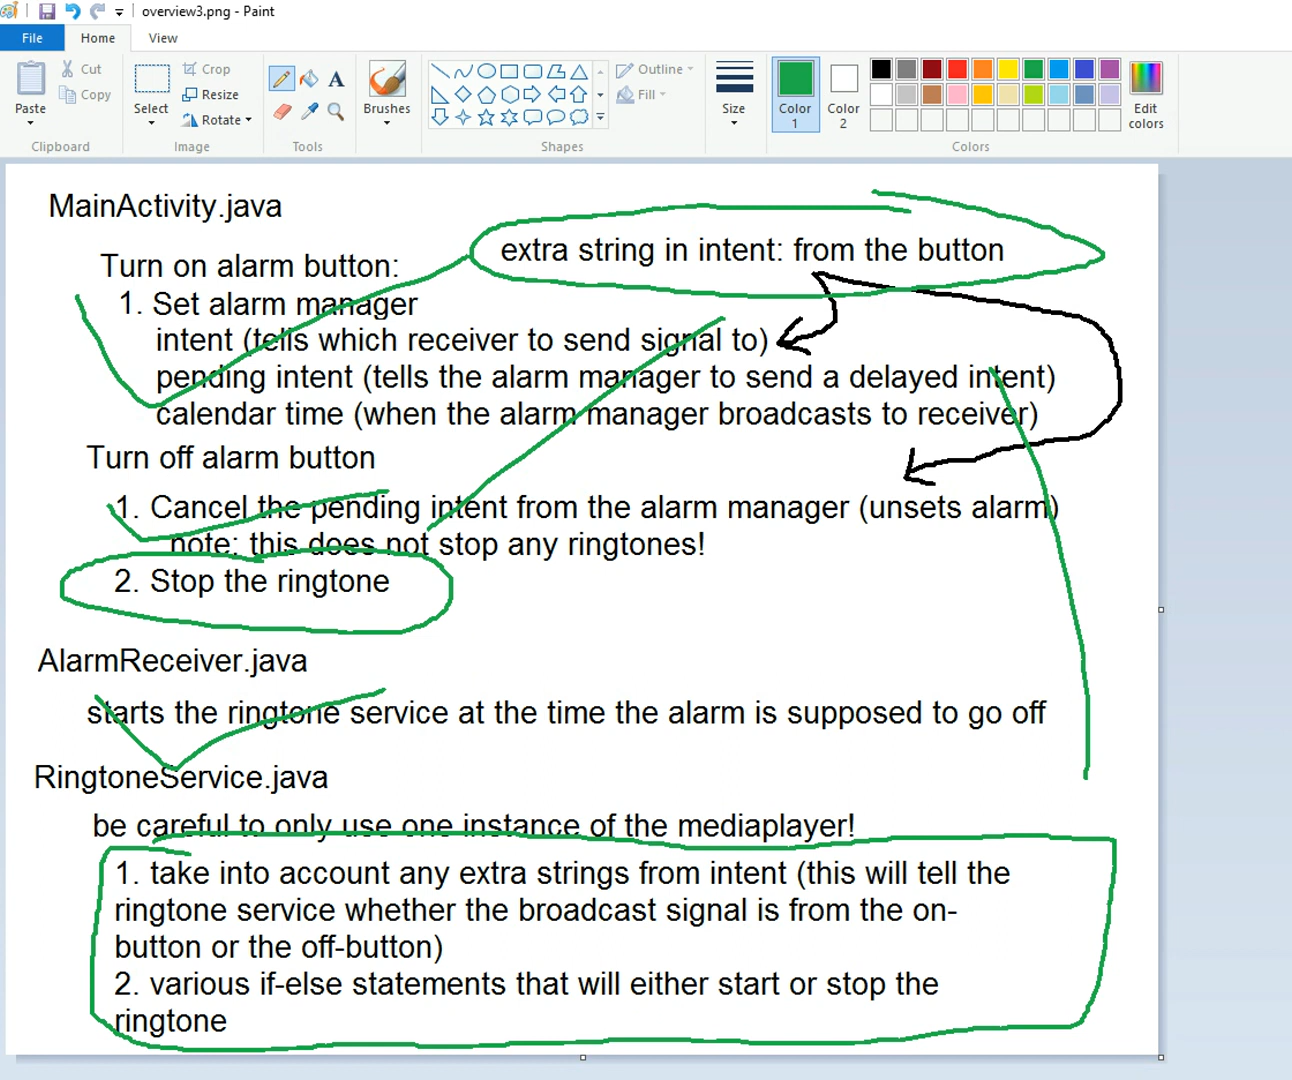 overview3.png - Paint
File Home View
Paste
Cut
Copy
Clipboard
Select
Crop
Resize
Rotate
Image
A
Tools
Brushes
Outline
Fill
Shapes
Size
Color 1
Color 2
Edit colors
Colors
MainActivity.java
extra string in intent: from the button
Turn on alarm button:
1. Set alarm manager
intent (tells which receiver to send signal to)
pending intent (tells the alarm manager to send a delayed intent)
calendar time (when the alarm manager broadcasts to receiver)
Turn off alarm button
1. Cancel the pending intent from the alarm manager (unsets alarm)
note: this does not stop any ringtones!
2. Stop the ringtone
AlarmReceiver.java
starts the ringtone service at the time the alarm is supposed to go off
RingtoneService.java
be careful to only use one instance of the mediaplayer!
1. take into account any extra strings from intent (this will tell the
ringtone service whether the broadcast signal is from the on-
button or the off-button)
2. various if-else statements that will either start or stop the
ringtone